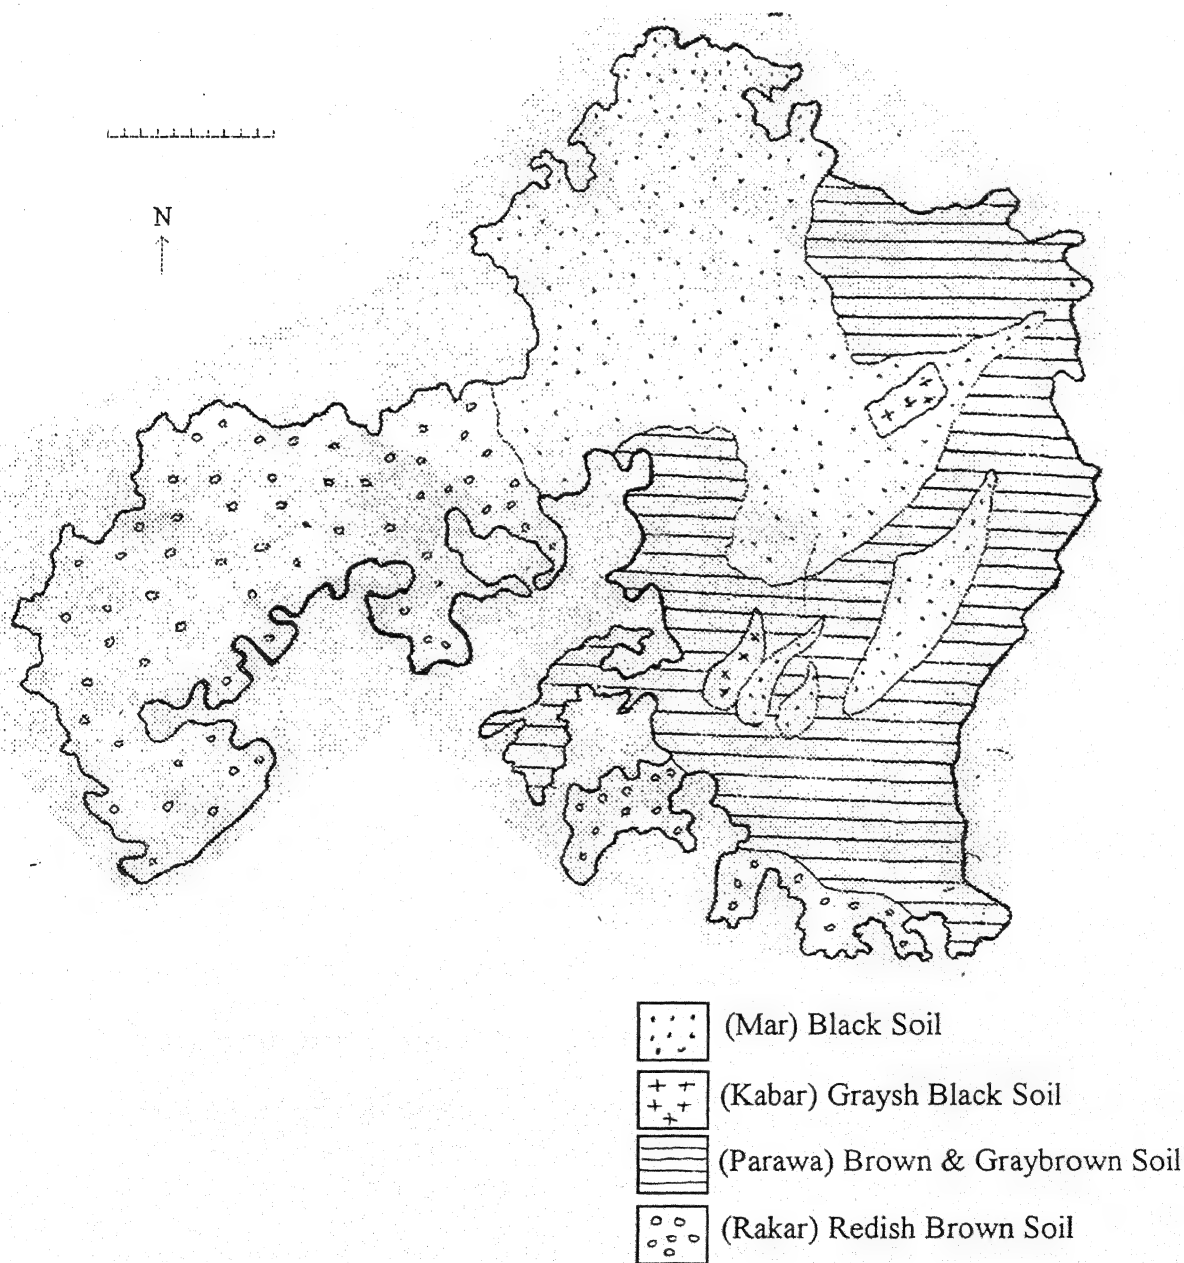 N
(Mar) Black Soil
(Kabar) Graysh Black Soil
(Parawa) Brown & Graybrown Soil
(Rakar) Redish Brown Soil